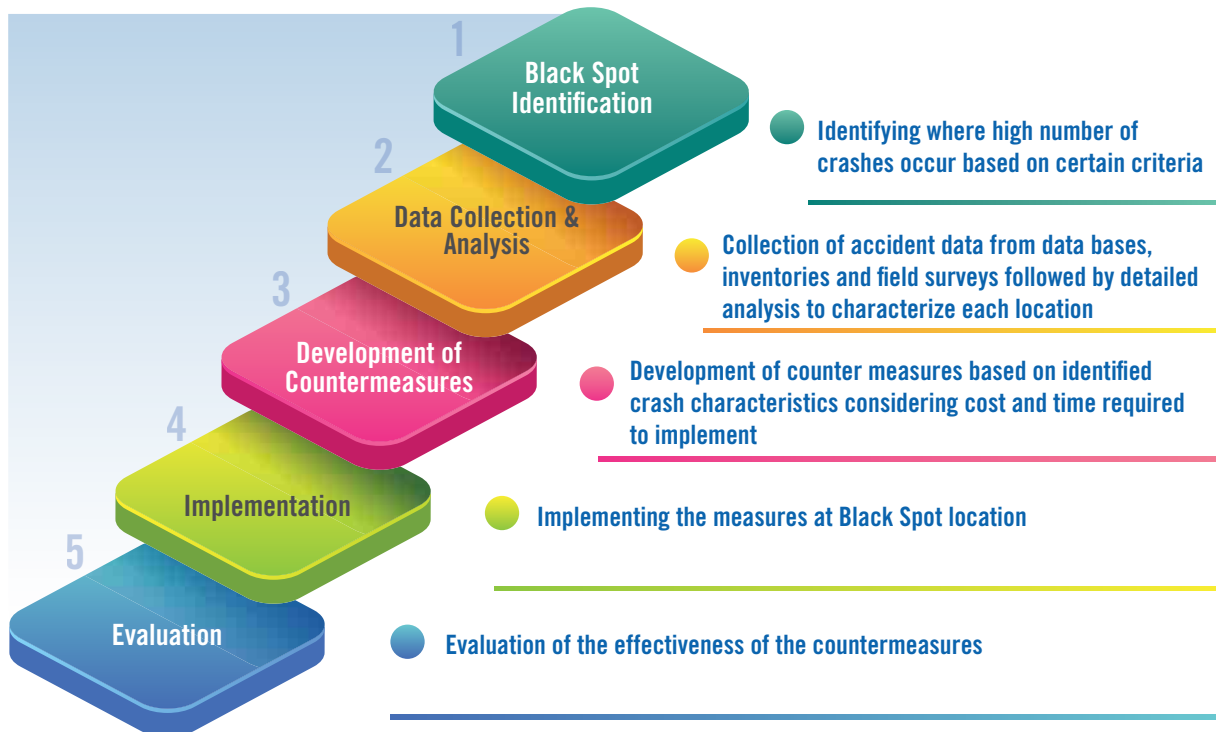 1
Black Spot
Identification
Identifying where high number of
crashes occur based on certain criteria
2
Data Collection &
Analysis
Collection of accident data from data bases,
inventories and field surveys followed by detailed
analysis to characterize each location
3
Development of
Countermeasures
Development of counter measures based on identified
crash characteristics considering cost and time required
to implement
4
Implementation
Implementing the measures at Black Spot location
5
Evaluation
Evaluation of the effectiveness of the countermeasures